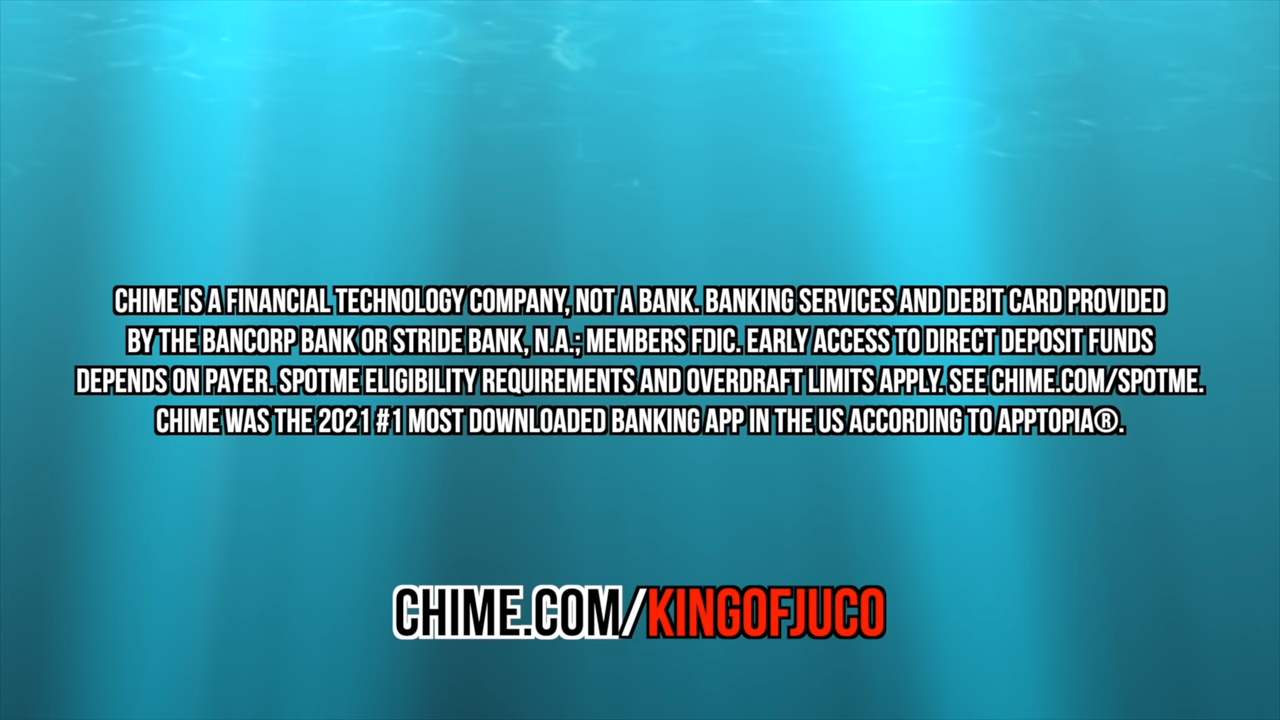 CHIME IS A FINANCIAL TECHNOLOGY COMPANY, NOT A BANK. BANKING SERVICES AND DEBIT CARD PROVIDED
BY THE BANCORP BANK OR STRIDE BANK, N.A.; MEMBERS FDIC. EARLY ACCESS TO DIRECT DEPOSIT FUNDS
DEPENDS ON PAYER. SPOTME ELIGIBILITY REQUIREMENTS AND OVERDRAFT LIMITS APPLY. SEE CHIME.COM/SPOTME.
CHIME WAS THE 2021 #1 MOST DOWNLOADED BANKING APP IN THE US ACCORDING TO APPTOPIA®.
CHIME.COM/KINGOFJUCO